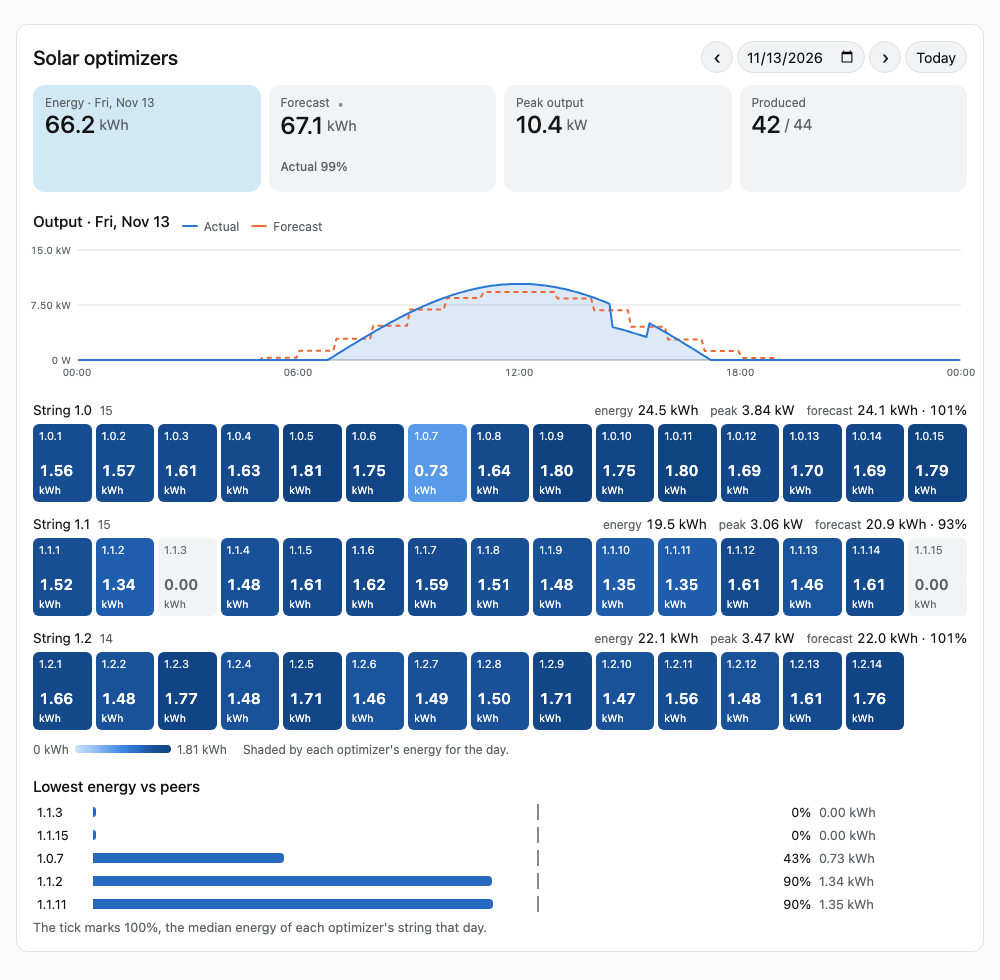 Solar optimizers
‹ 11/13/2026 › Today
Energy · Fri, Nov 13
66.2 kWh
Forecast
67.1 kWh
Actual 99%
Peak output
10.4 kW
Produced
42 / 44
Output · Fri, Nov 13 Actual Forecast
15.0 kW
7.50 kW
0 W
00:00 06:00 12:00 18:00 00:00
String 1.0 15 energy 24.5 kWh peak 3.84 kW forecast 24.1 kWh · 101%
1.0.1 1.0.2 1.0.3 1.0.4 1.0.5 1.0.6 1.0.7 1.0.8 1.0.9 1.0.10 1.0.11 1.0.12 1.0.13 1.0.14 1.0.15
1.56 1.57 1.61 1.63 1.81 1.75 0.73 1.64 1.80 1.75 1.80 1.69 1.70 1.69 1.79
kWh kWh kWh kWh kWh kWh kWh kWh kWh kWh kWh kWh kWh kWh kWh
String 1.1 15 energy 19.5 kWh peak 3.06 kW forecast 20.9 kWh · 93%
1.1.1 1.1.2 1.1.3 1.1.4 1.1.5 1.1.6 1.1.7 1.1.8 1.1.9 1.1.10 1.1.11 1.1.12 1.1.13 1.1.14 1.1.15
1.52 1.34 0.00 1.48 1.61 1.62 1.59 1.51 1.48 1.35 1.35 1.61 1.46 1.61 0.00
kWh kWh kWh kWh kWh kWh kWh kWh kWh kWh kWh kWh kWh kWh kWh
String 1.2 14 energy 22.1 kWh peak 3.47 kW forecast 22.0 kWh · 101%
1.2.1 1.2.2 1.2.3 1.2.4 1.2.5 1.2.6 1.2.7 1.2.8 1.2.9 1.2.10 1.2.11 1.2.12 1.2.13 1.2.14
1.66 1.48 1.77 1.48 1.71 1.46 1.49 1.50 1.71 1.47 1.56 1.48 1.61 1.76
kWh kWh kWh kWh kWh kWh kWh kWh kWh kWh kWh kWh kWh kWh
0 kWh 1.81 kWh Shaded by each optimizer's energy for the day.
Lowest energy vs peers
1.1.3 0% 0.00 kWh
1.1.15 0% 0.00 kWh
1.0.7 43% 0.73 kWh
1.1.2 90% 1.34 kWh
1.1.11 90% 1.35 kWh
The tick marks 100%, the median energy of each optimizer's string that day.